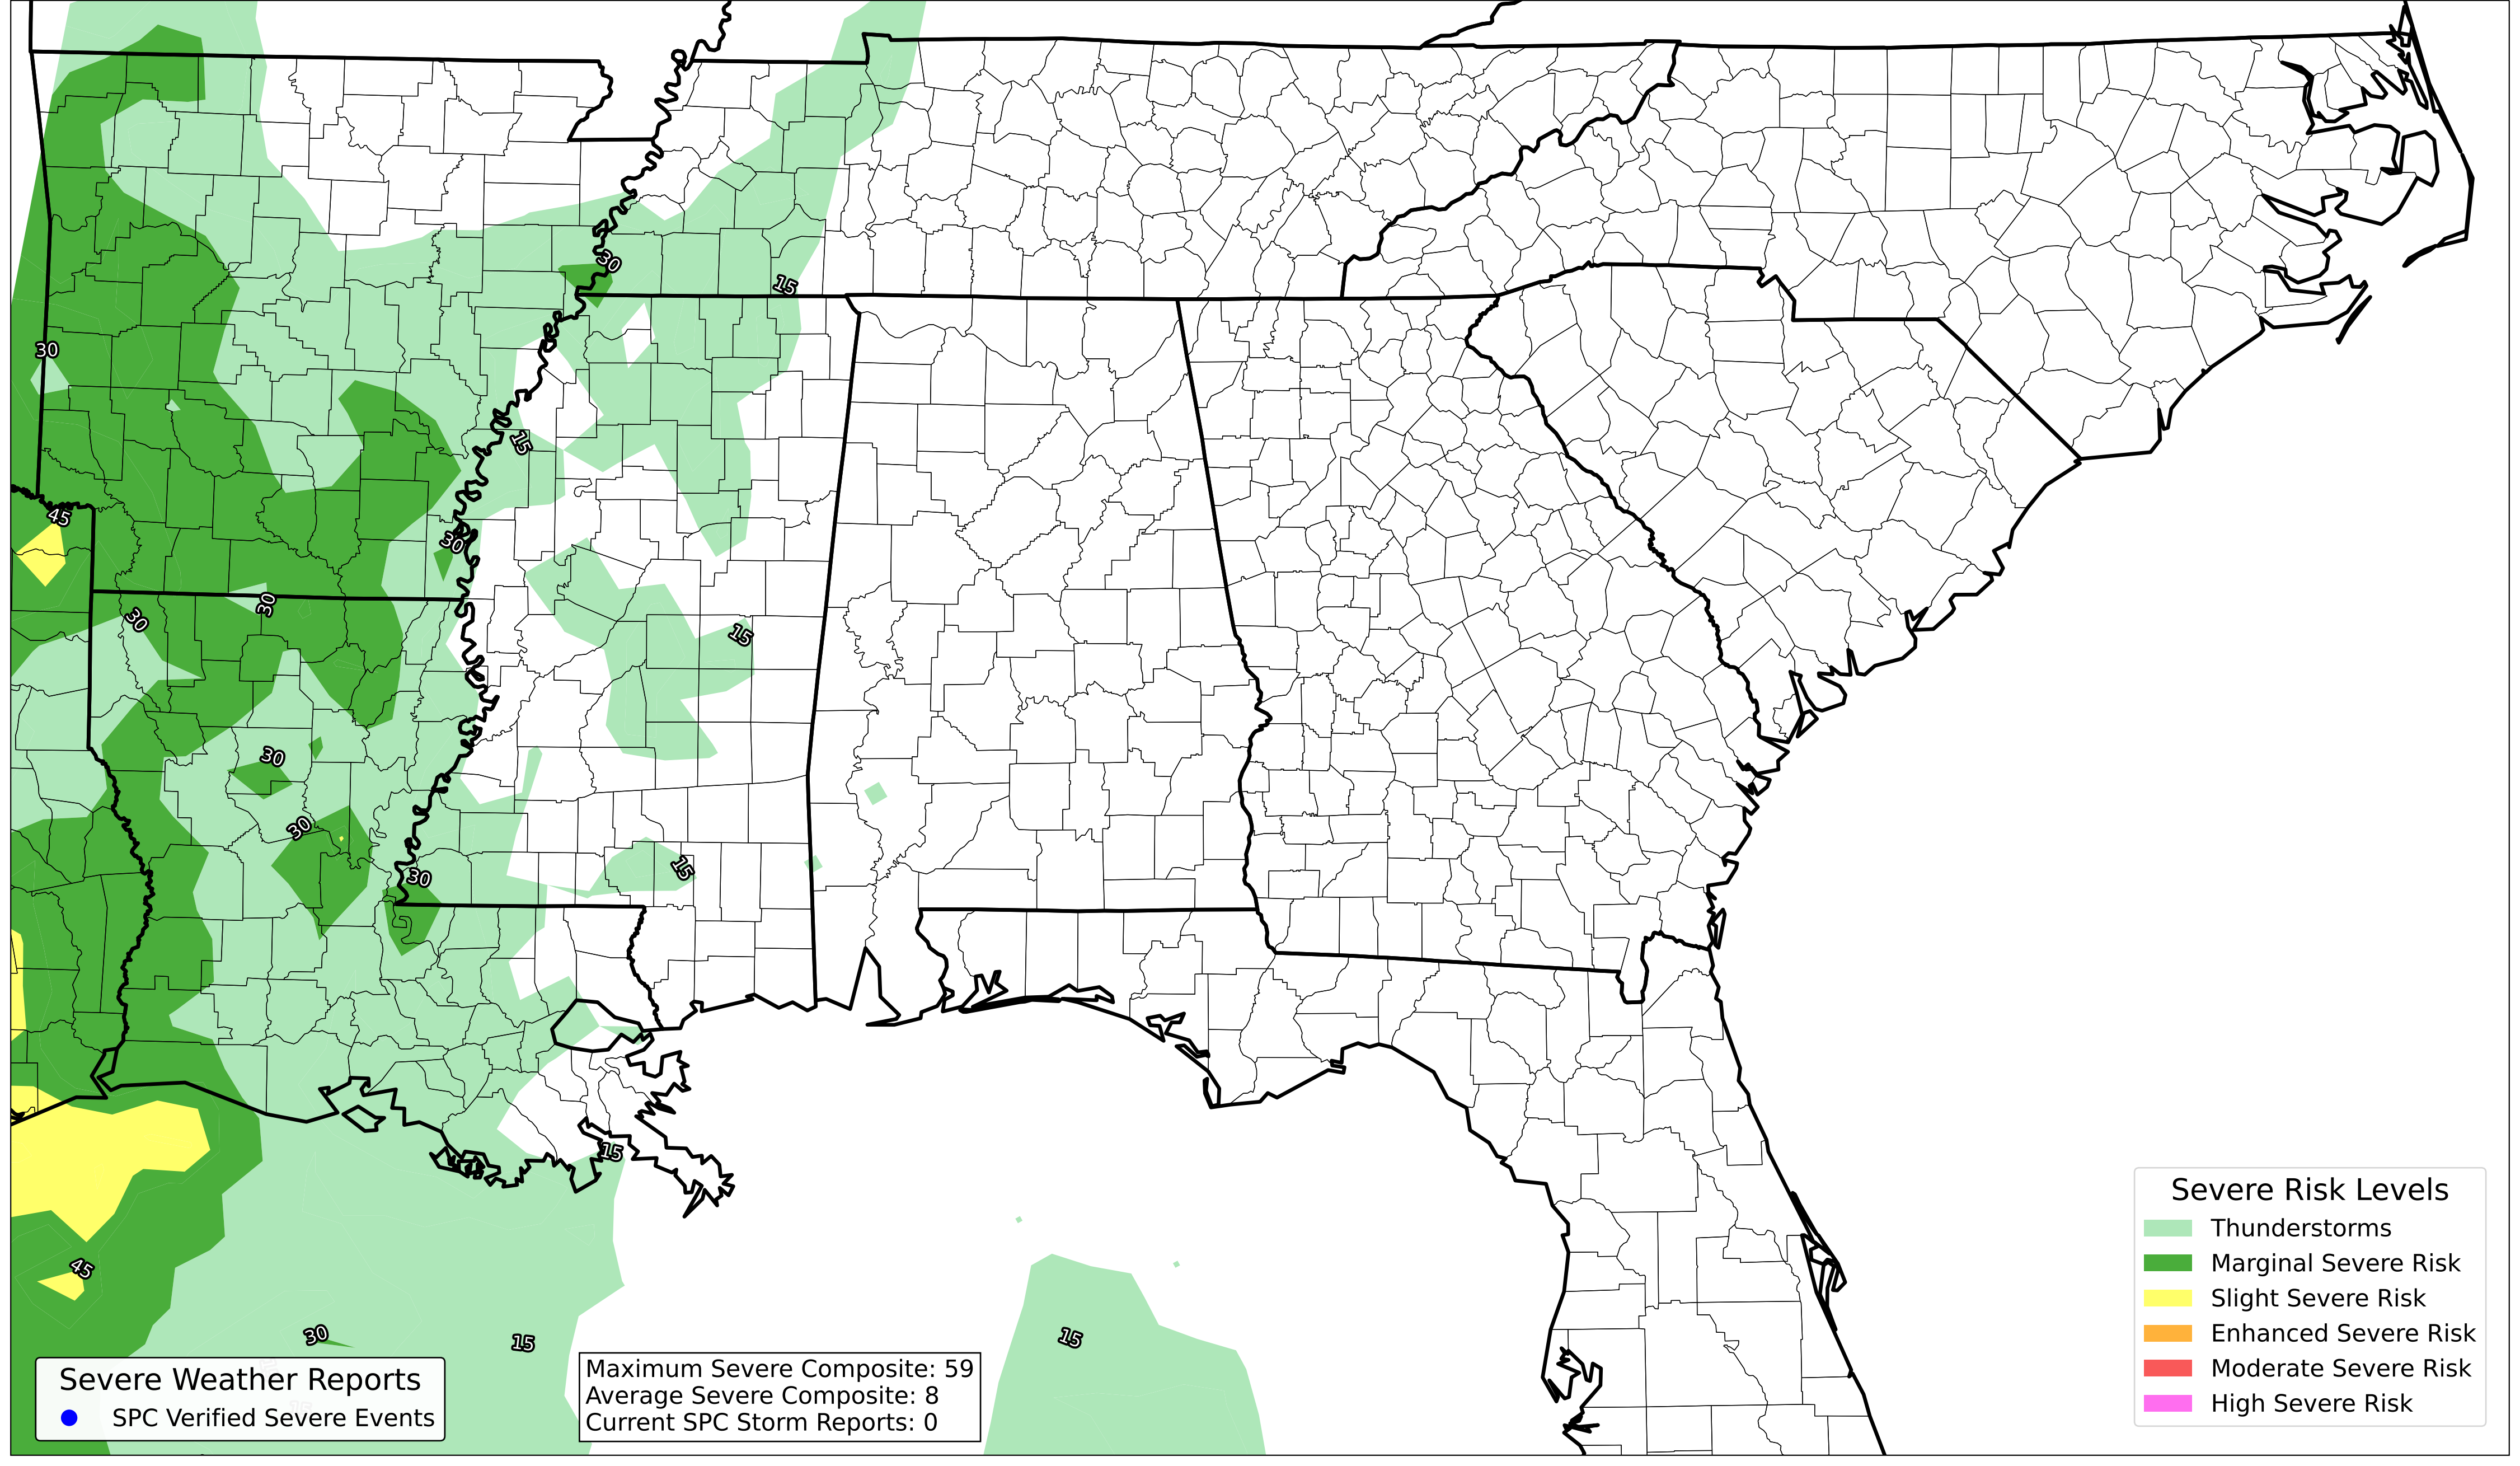 30
15
30
15
45
30
30
30
15
30
30
15
30
15
45
30
15
15
Severe Weather Reports
SPC Verified Severe Events
Maximum Severe Composite: 59
Average Severe Composite: 8
Current SPC Storm Reports: 0
Severe Risk Levels
Thunderstorms
Marginal Severe Risk
Slight Severe Risk
Enhanced Severe Risk
Moderate Severe Risk
High Severe Risk